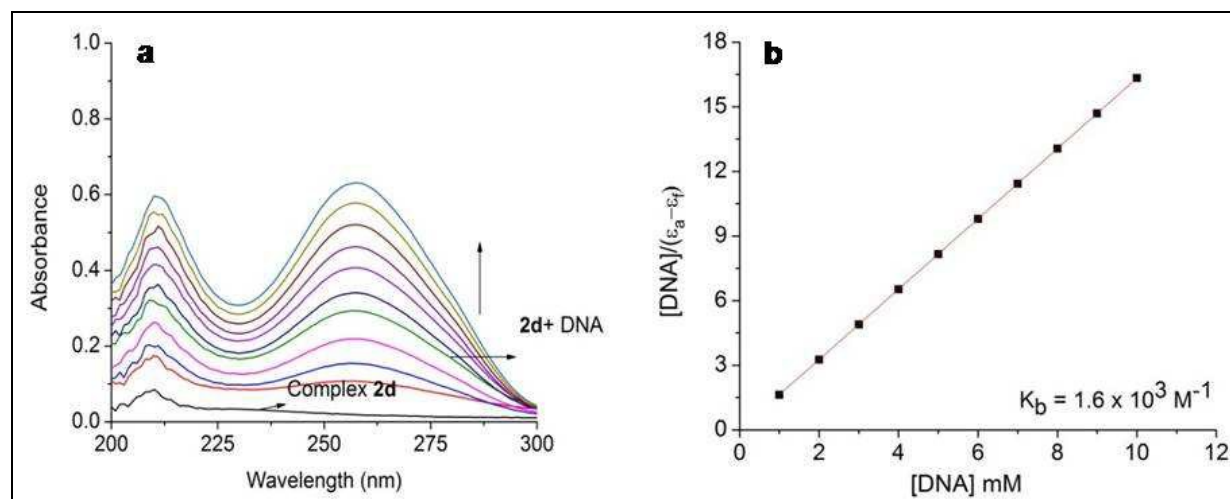 a
1.0
0.8
0.6
0.4
0.2
0.0
Absorbance
2d+ DNA
Complex 2d
200 225 250 275 300
Wavelength (nm)
b
18
15
12
9
6
3
0
[DNA]/(εa−εf)
Kb = 1.6 x 10³ M⁻¹
0 2 4 6 8 10 12
[DNA] mM